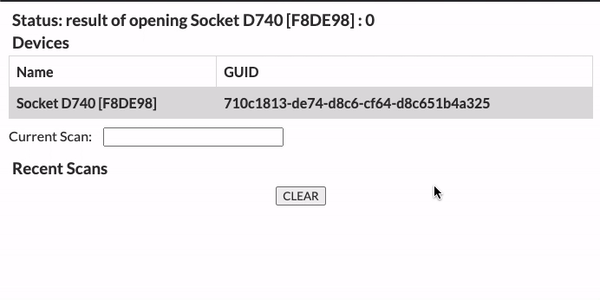 Status: result of opening Socket D740 [F8DE98] : 0
Devices
Name GUID
Socket D740 [F8DE98] 710c1813-de74-d8c6-cf64-d8c651b4a325
Current Scan:
Recent Scans
CLEAR